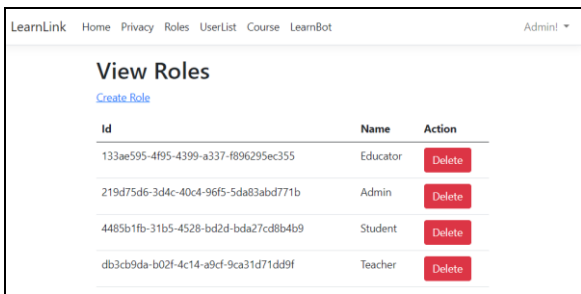 LearnLink Home Privacy Roles UserList Course LearnBot Admin!
View Roles
Create Role
Id Name Action
133ae595-4f95-4399-a337-f896295ec355 Educator Delete
219d75d6-3d4c-40c4-96f5-5da83abd771b Admin Delete
4485b1fb-31b5-4528-bd2d-bda27cd8b4b9 Student Delete
db3cb9da-b02f-4c14-a9cf-9ca31d71dd9f Teacher Delete